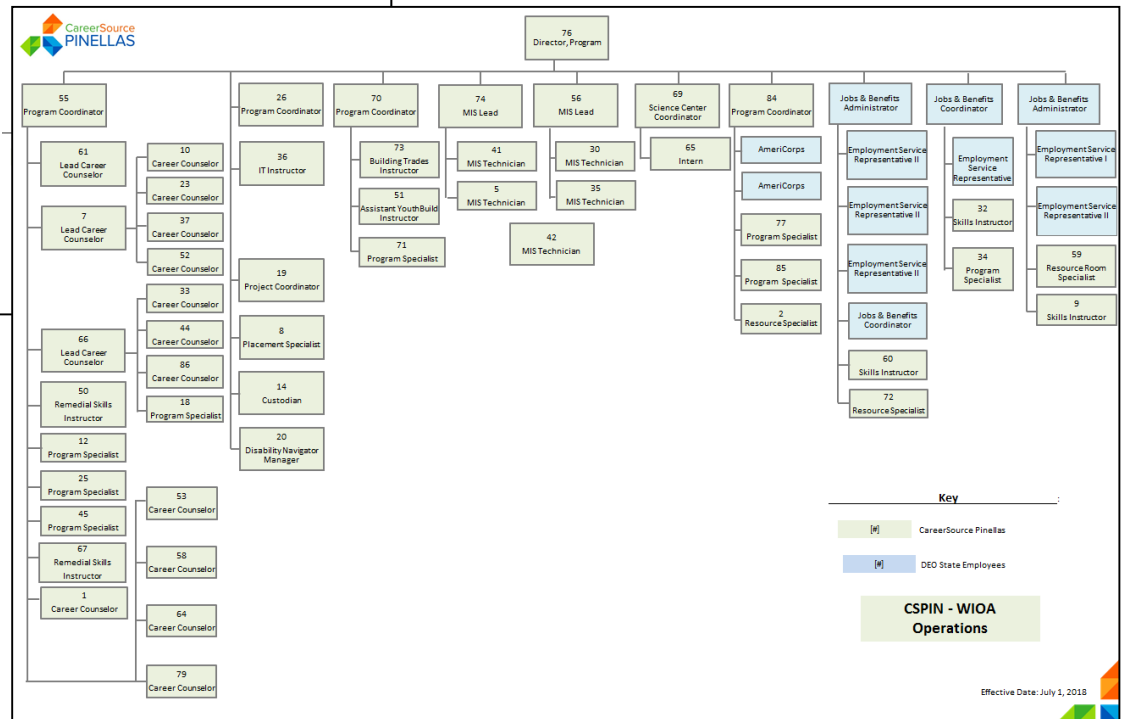 CareerSource
PINELLAS
76
Director, Program
55
Program Coordinator
61
Lead Career
Counselor
7
Lead Career
Counselor
10
Career Counselor
23
Career Counselor
37
Career Counselor
52
Career Counselor
66
Lead Career
Counselor
33
Career Counselor
44
Career Counselor
86
Career Counselor
18
Program Specialist
50
Remedial Skills
Instructor
12
Program Specialist
25
Program Specialist
45
Program Specialist
67
Remedial Skills
Instructor
1
Career Counselor
53
Career Counselor
58
Career Counselor
64
Career Counselor
79
Career Counselor
26
Program Coordinator
36
IT Instructor
19
Project Coordinator
8
Placement Specialist
14
Custodian
20
Disability Navigator
Manager
70
Program Coordinator
73
Building Trades
Instructor
51
Assistant YouthBuild
Instructor
71
Program Specialist
74
MIS Lead
41
MIS Technician
5
MIS Technician
56
MIS Lead
30
MIS Technician
35
MIS Technician
42
MIS Technician
69
Science Center
Coordinator
65
Intern
84
Program Coordinator
AmeriCorps
AmeriCorps
77
Program Specialist
85
Program Specialist
2
Resource Specialist
Jobs & Benefits
Administrator
Employment Service
Representative II
Employment Service
Representative II
Employment Service
Representative II
Jobs & Benefits
Coordinator
60
Skills Instructor
72
Resource Specialist
Jobs & Benefits
Coordinator
Employment
Service
Representative
32
Skills Instructor
34
Program
Specialist
Jobs & Benefits
Administrator
Employment Service
Representative I
Employment Service
Representative II
59
Resource Room
Specialist
9
Skills Instructor
Key :
[#] CareerSource Pinellas
[#] DEO State Employees
CSPIN - WIOA
Operations
Effective Date: July 1, 2018